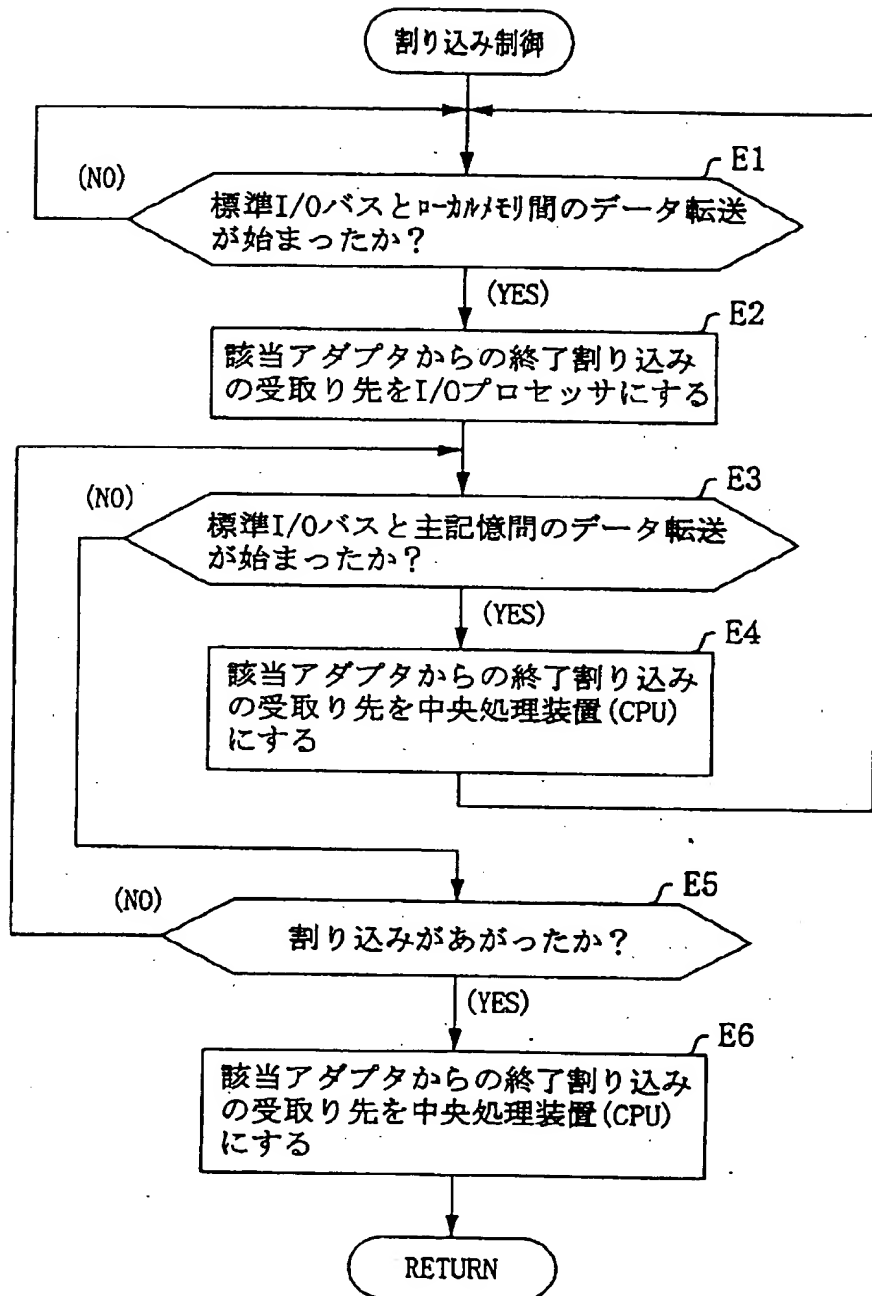 割り込み制御
(NO)
E1
標準I/Oバスとﾛｰｶﾙﾒﾓﾘ間のデータ転送
が始まったか？
(YES)
E2
該当アダプタからの終了割り込み
の受取り先をI/Oプロセッサにする
(NO)
E3
標準I/Oバスと主記憶間のデータ転送
が始まったか？
(YES)
E4
該当アダプタからの終了割り込み
の受取り先を中央処理装置(CPU)
にする
(NO)
E5
割り込みがあがったか？
(YES)
E6
該当アダプタからの終了割り込み
の受取り先を中央処理装置(CPU)
にする
RETURN